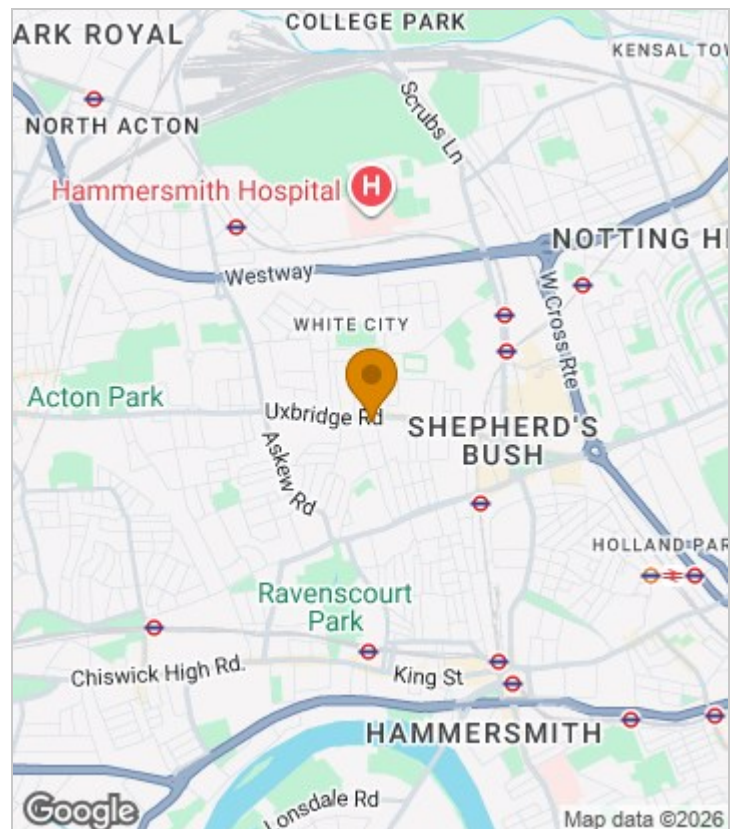 COLLEGE PARK
ARK ROYAL
KENSAL TOW
NORTH ACTON
Scrubs Ln
Hammersmith Hospital
H
NOTTING HI
Westway
W Cross Rte
WHITE CITY
Acton Park
Uxbridge Rd
SHEPHERD'S
BUSH
Askew Rd
HOLLAND PAR
Ravenscourt
Park
Chiswick High Rd.
King St
HAMMERSMITH
Lonsdale Rd
Google
Map data ©2026